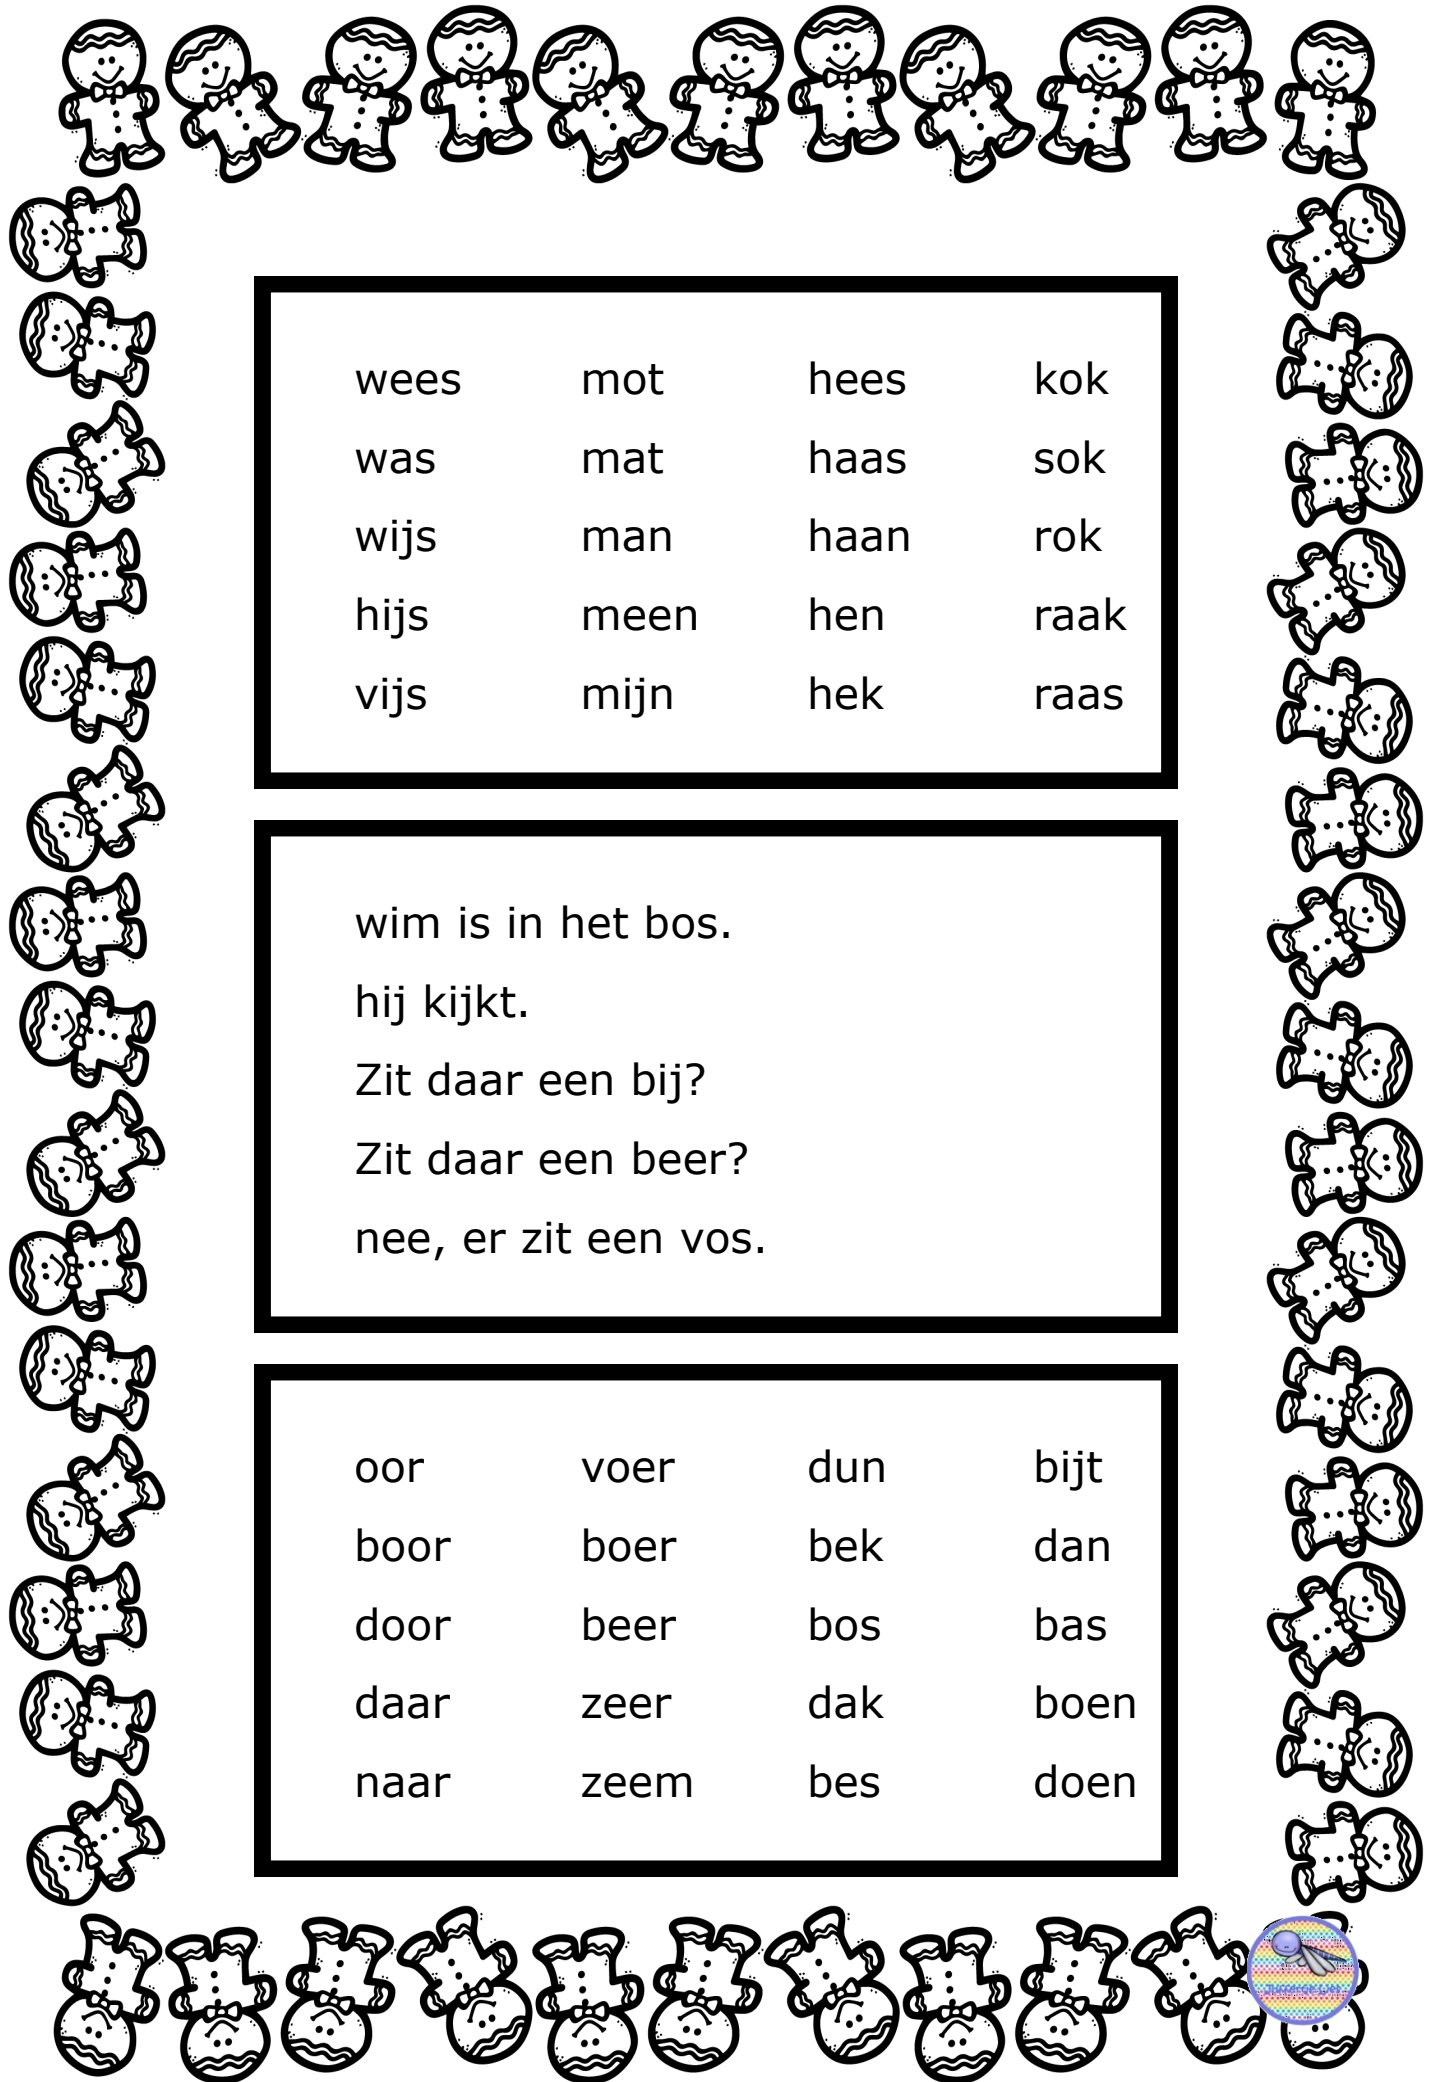 wees mot hees kok
was mat haas sok
wijs man haan rok
hijs meen hen raak
vijs mijn hek raas
wim is in het bos.
hij kijkt.
Zit daar een bij?
Zit daar een beer?
nee, er zit een vos.
oor voer dun bijt
boor boer bek dan
door beer bos bas
daar zeer dak boen
naar zeem bes doen